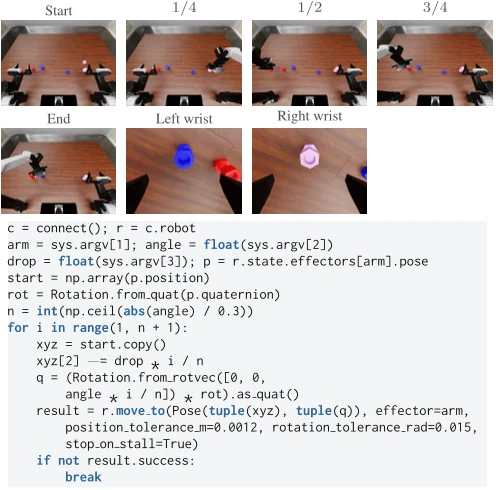 Start
1/4
1/2
3/4
End
Left wrist
Right wrist
c = connect(); r = c.robot
arm = sys.argv[1]; angle = float(sys.argv[2])
drop = float(sys.argv[3]); p = r.state.effectors[arm].pose
start = np.array(p.position)
rot = Rotation.from_quat(p.quaternion)
n = int(np.ceil(abs(angle) / 0.3))
for i in range(1, n + 1):
    xyz = start.copy()
    xyz[2] -= drop * i / n
    q = (Rotation.from_rotvec([0, 0,
        angle * i / n]) * rot).as_quat()
    result = r.move_to(Pose(tuple(xyz), tuple(q)), effector=arm,
        position_tolerance_m=0.0012, rotation_tolerance_rad=0.015,
        stop_on_stall=True)
    if not result.success:
        break